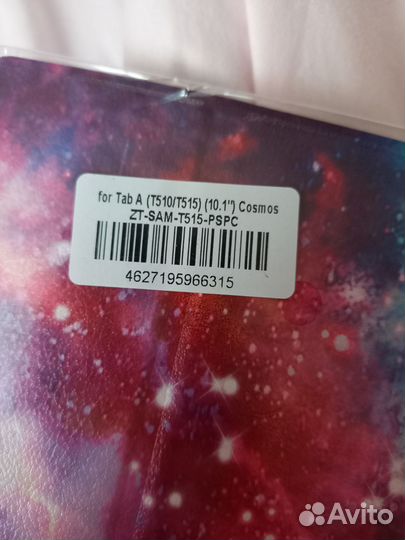 for Tab A (T510/T515) (10.1") Cosmos
ZT-SAM-T515-PSPC
4627195966315
Avito